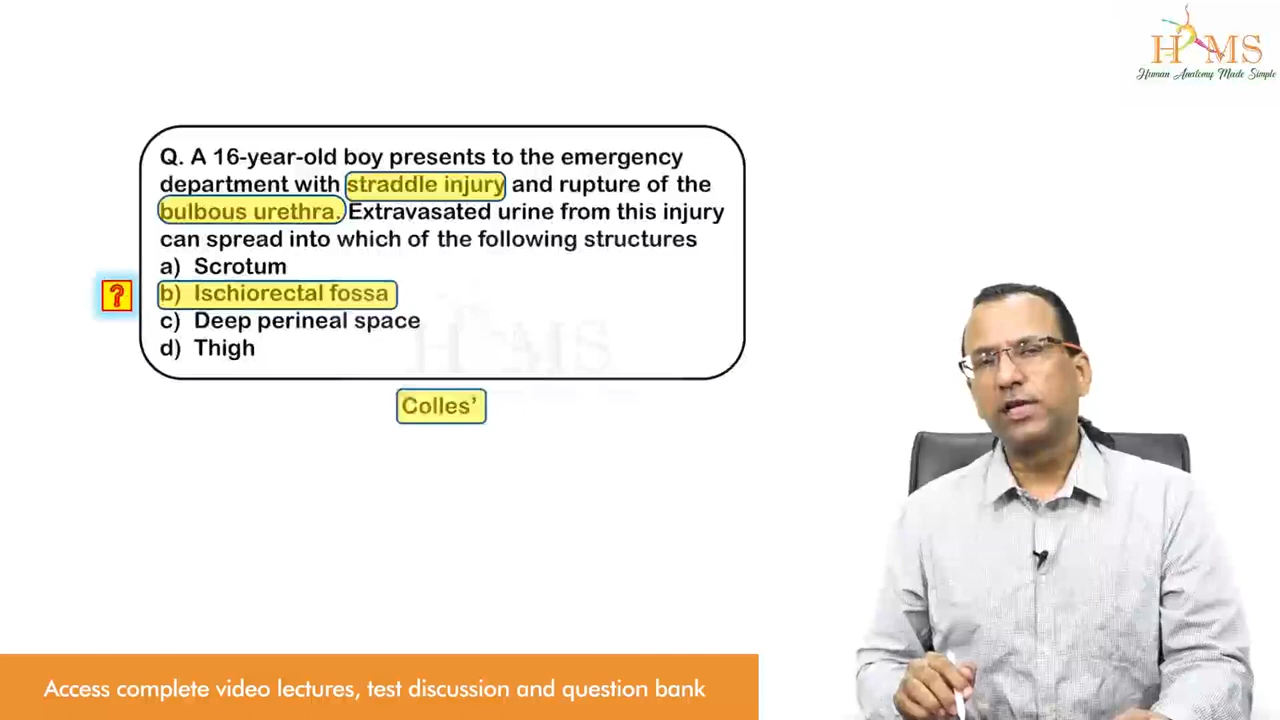 H MS
Human Anatomy Made Simple
Q. A 16-year-old boy presents to the emergency
department with straddle injury and rupture of the
bulbous urethra. Extravasated urine from this injury
can spread into which of the following structures
a) Scrotum
?
b) Ischiorectal fossa
c) Deep perineal space
d) Thigh
H MS
Colles'
Access complete video lectures, test discussion and question bank